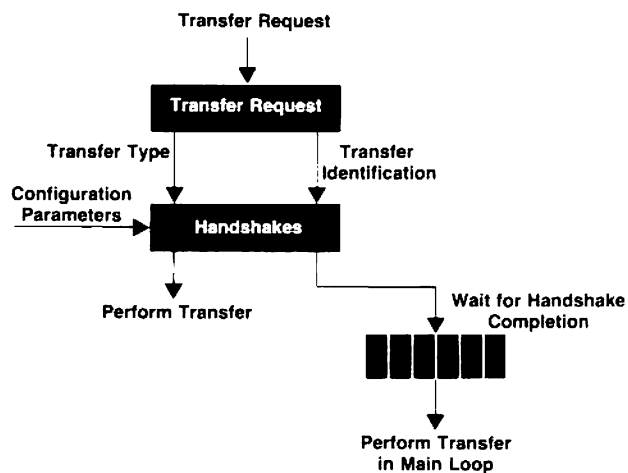 Transfer Request
Transfer Request
Transfer Type
Transfer
Identification
Configuration
Parameters
Handshakes
Perform Transfer
Wait for Handshake
Completion
Perform Transfer
in Main Loop